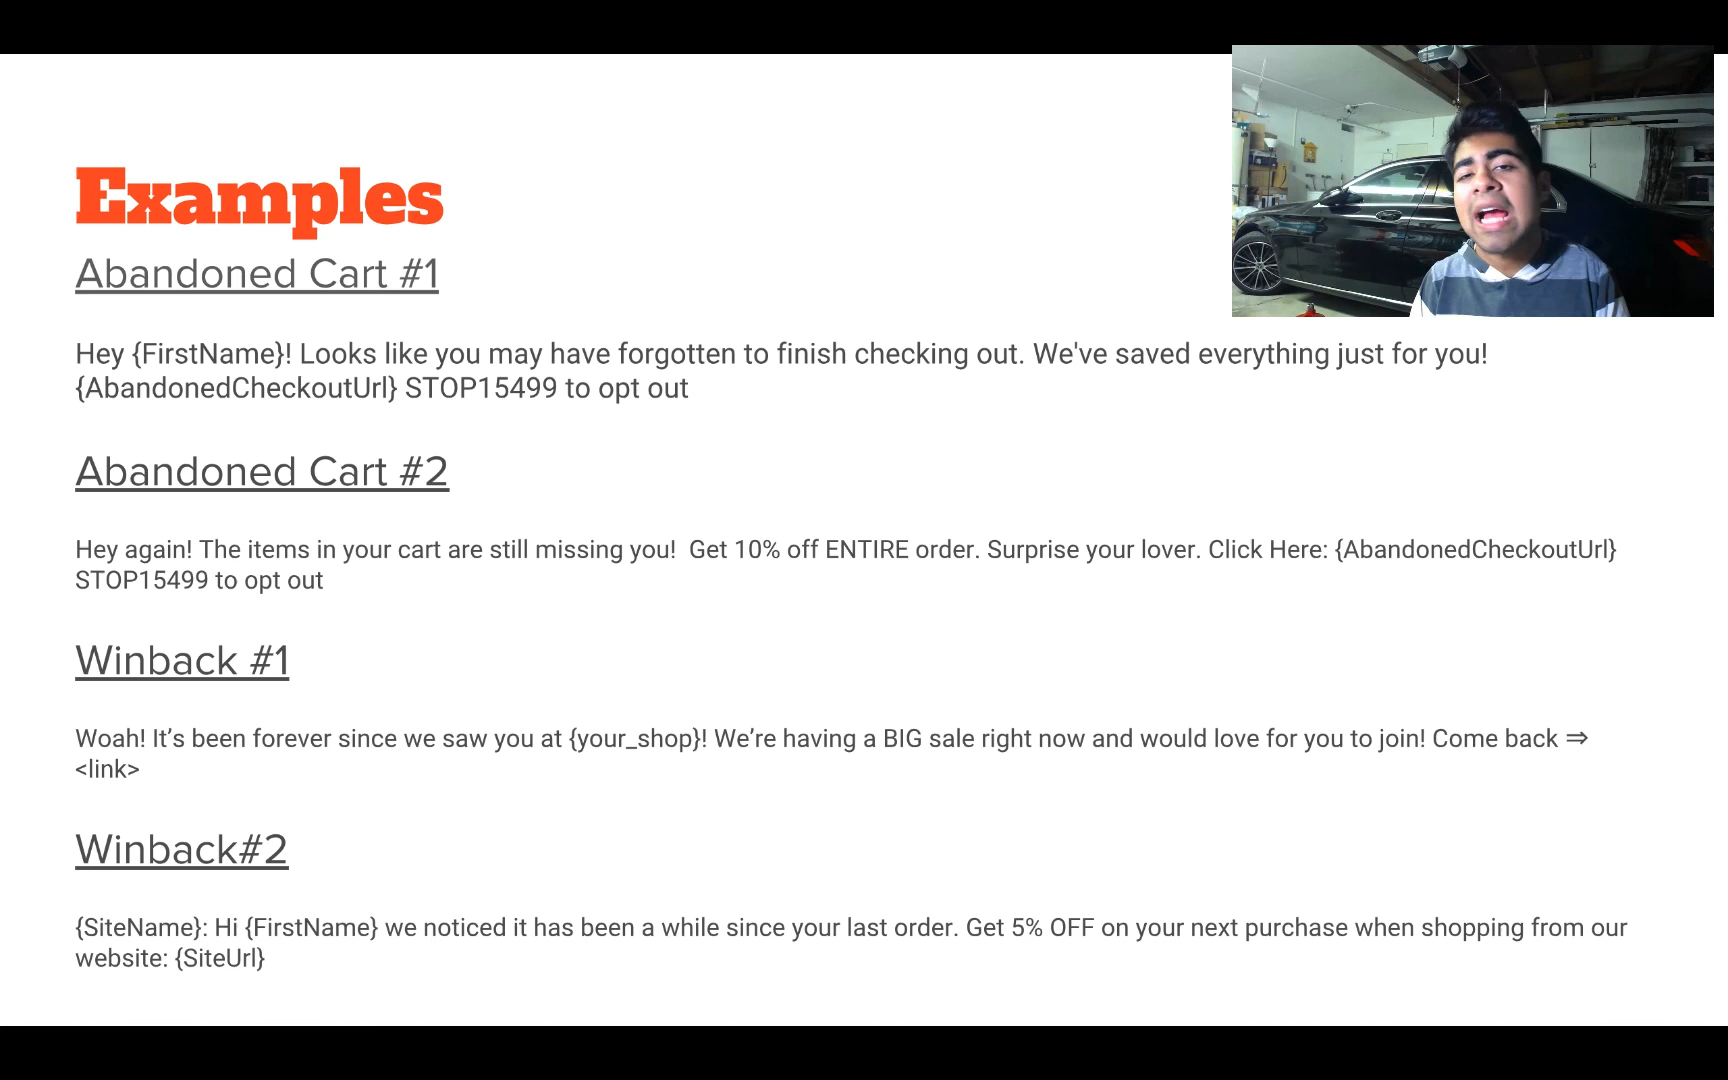 Examples
Abandoned Cart #1
Hey {FirstName}! Looks like you may have forgotten to finish checking out. We've saved everything just for you!
{AbandonedCheckoutUrl} STOP15499 to opt out
Abandoned Cart #2
Hey again! The items in your cart are still missing you!  Get 10% off ENTIRE order. Surprise your lover. Click Here: {AbandonedCheckoutUrl}
STOP15499 to opt out
Winback #1
Woah! It’s been forever since we saw you at {your_shop}! We’re having a BIG sale right now and would love for you to join! Come back ⇒
<link>
Winback#2
{SiteName}: Hi {FirstName} we noticed it has been a while since your last order. Get 5% OFF on your next purchase when shopping from our
website: {SiteUrl}